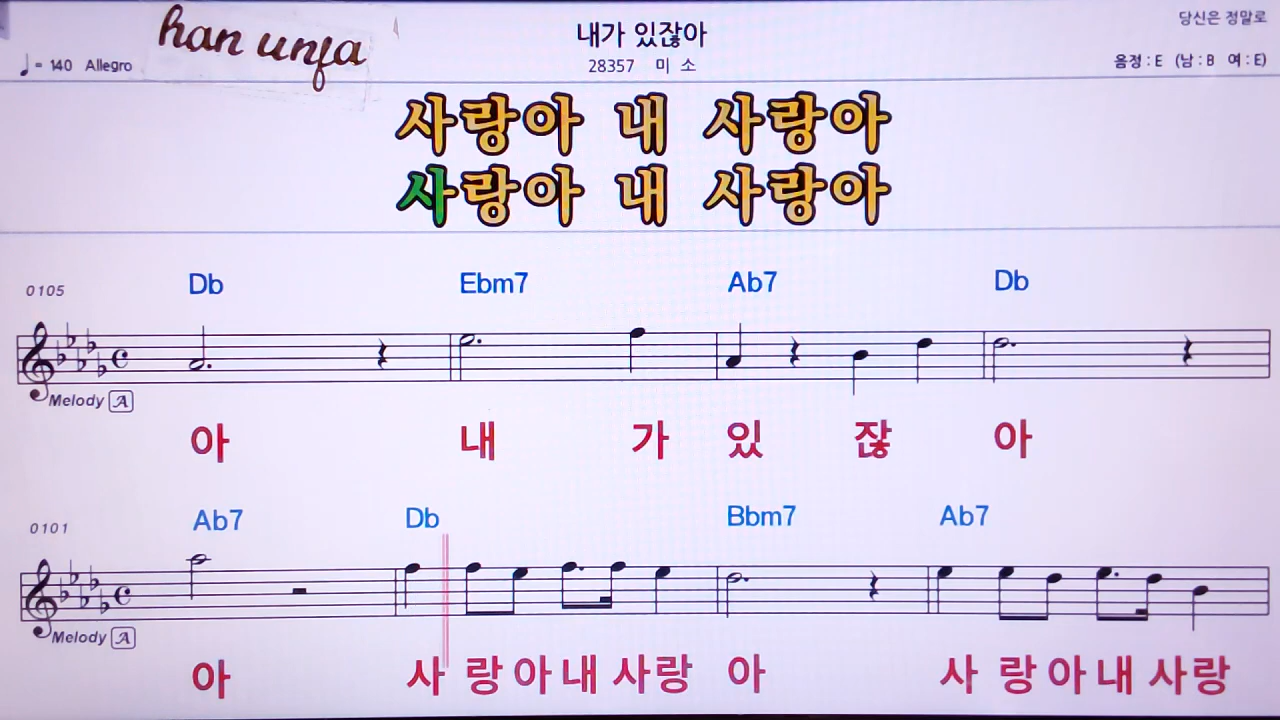 han unfa
내가 있잖아
당신은 정말로
♩= 140 Allegro
28357 미 소
음정 : E (남 : B 여 : E)
사랑아 내 사랑아
사랑아 내 사랑아
0105 Db Ebm7 Ab7 Db
Melody A
아 내 가 있 잖 아
0101 Ab7 Db Bbm7 Ab7
Melody A
아 사 랑 아 내 사랑 아 사 랑 아 내 사랑